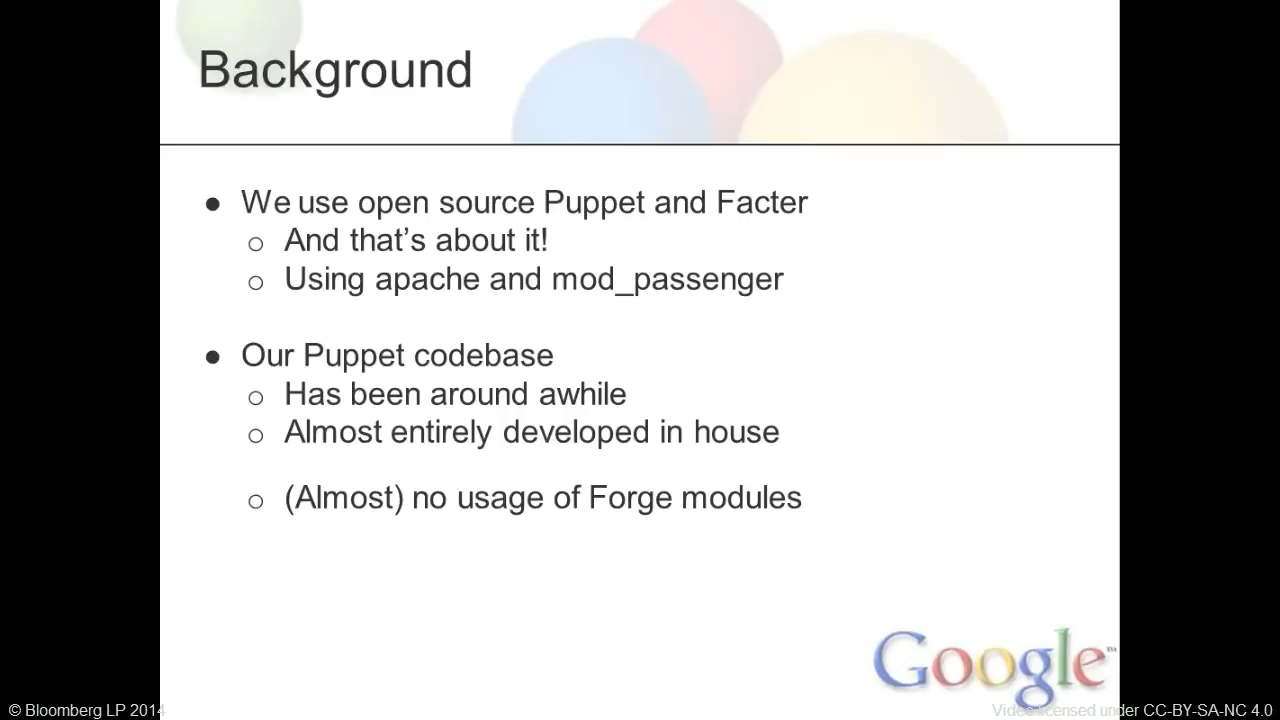 Background
● We use open source Puppet and Facter
○ And that’s about it!
○ Using apache and mod_passenger
● Our Puppet codebase
○ Has been around awhile
○ Almost entirely developed in house
○ (Almost) no usage of Forge modules
Google™
© Bloomberg LP 2014
Video licensed under CC-BY-SA-NC 4.0